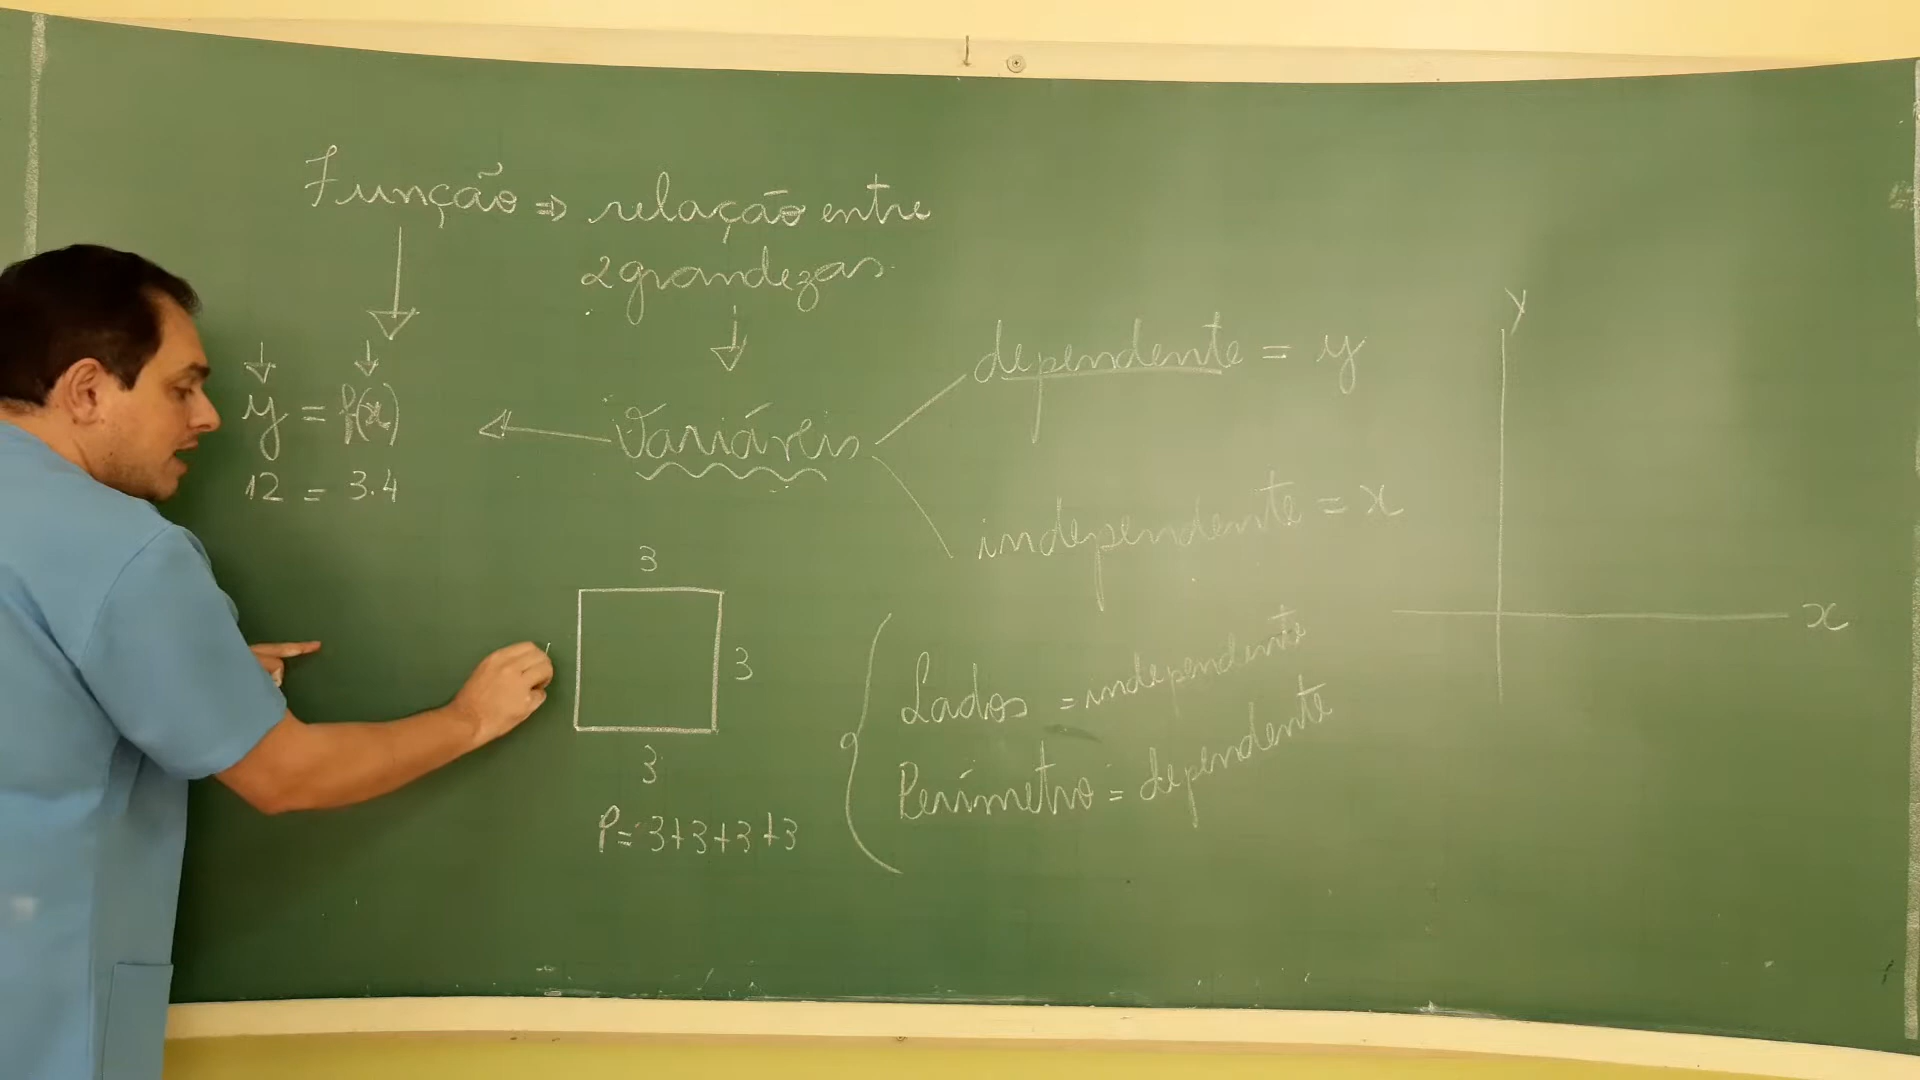 Função ⇒ relação entre
2 grandezas
y = f(x)
12 = 3.4
Variáveis
dependente = y
independente = x
3
3
3
P = 3+3+3+3
Lados = independente
Perímetro = dependente
y
x